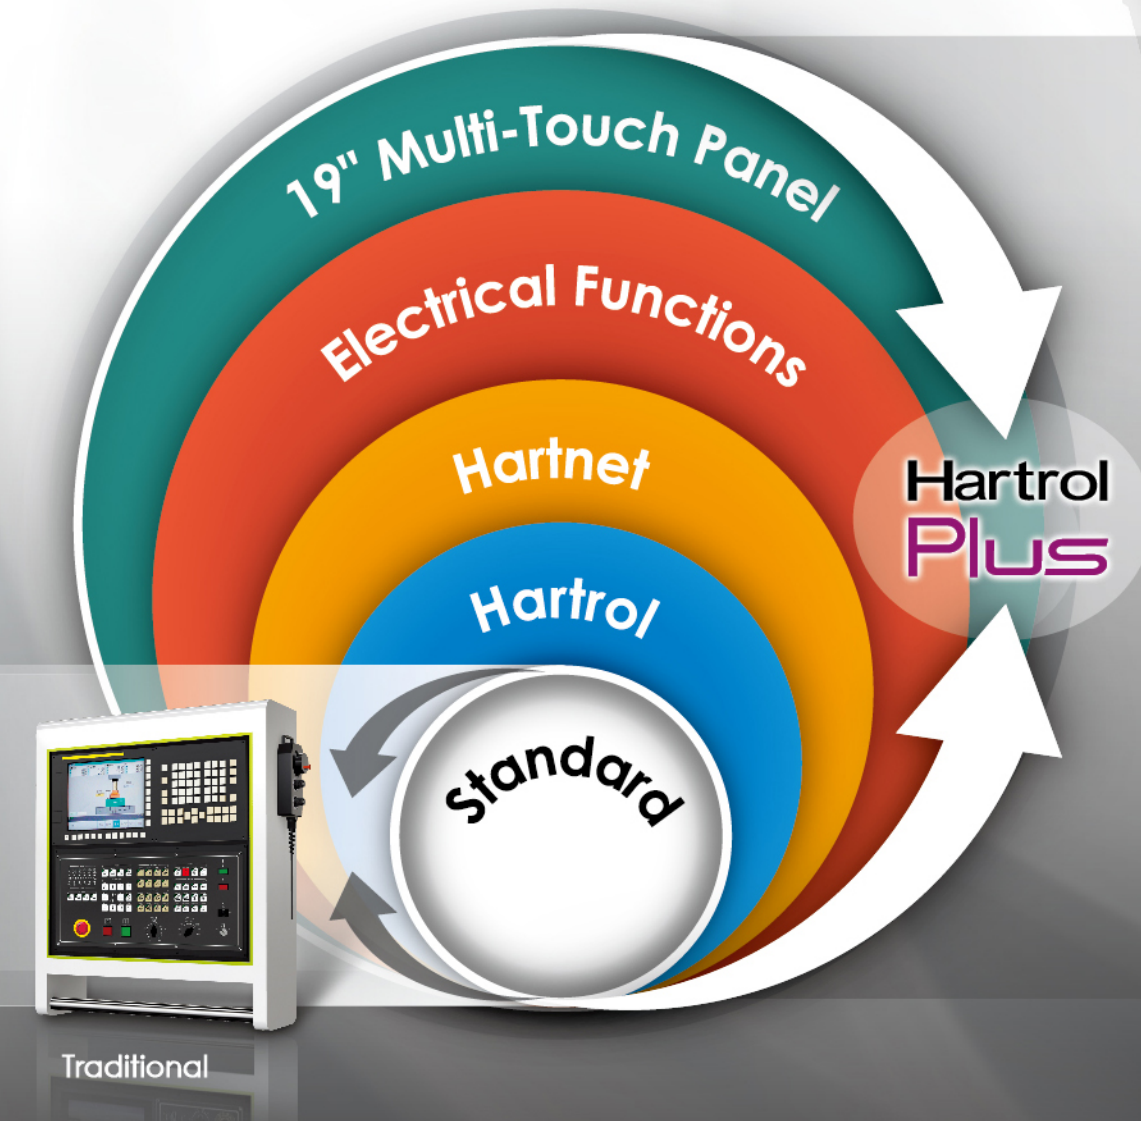 19" Multi-Touch Panel
Electrical Functions
Hartnet
Hartrol
Hartrol
Plus
Standard
Traditional